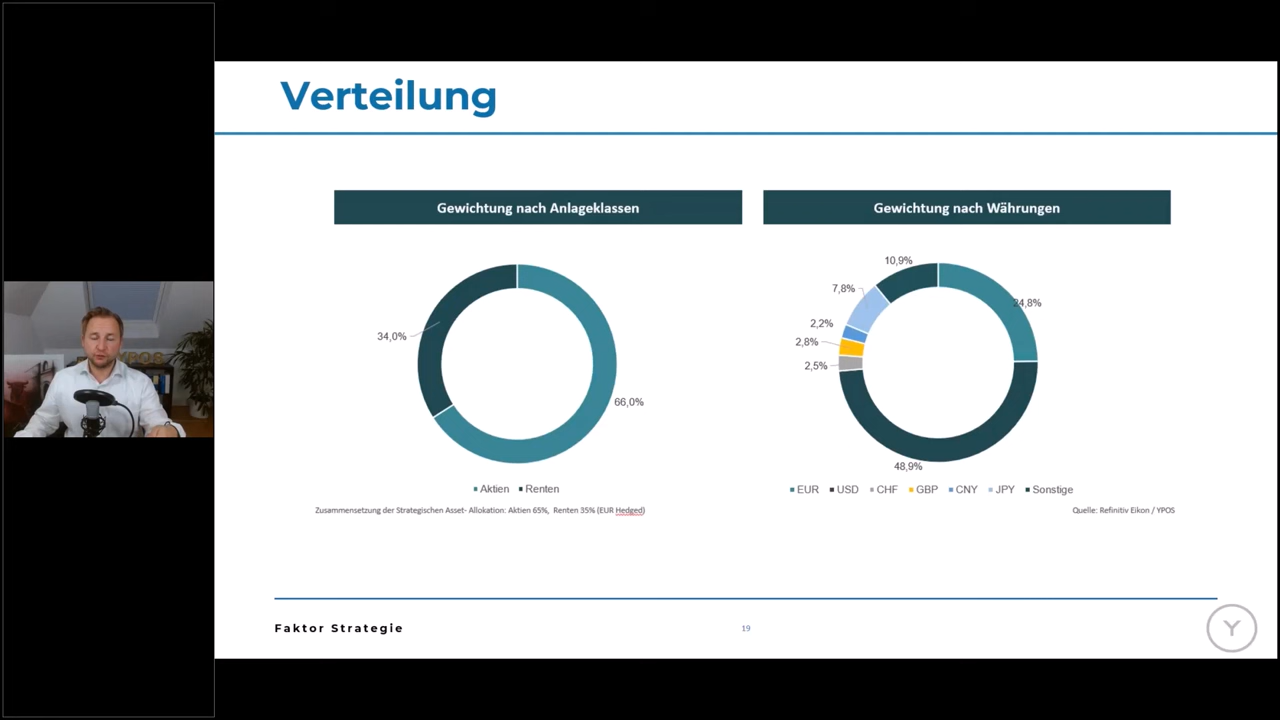 Verteilung
Gewichtung nach Anlageklassen
34,0%
66,0%
Aktien Renten
Zusammensetzung der Strategischen Asset- Allokation: Aktien 65%, Renten 35% (EUR Hedged)
Gewichtung nach Währungen
10,9%
24,8%
7,8%
2,2%
2,8%
2,5%
48,9%
EUR USD CHF GBP CNY JPY Sonstige
Quelle: Refinitiv Eikon / YPOS
Faktor Strategie
19
Y